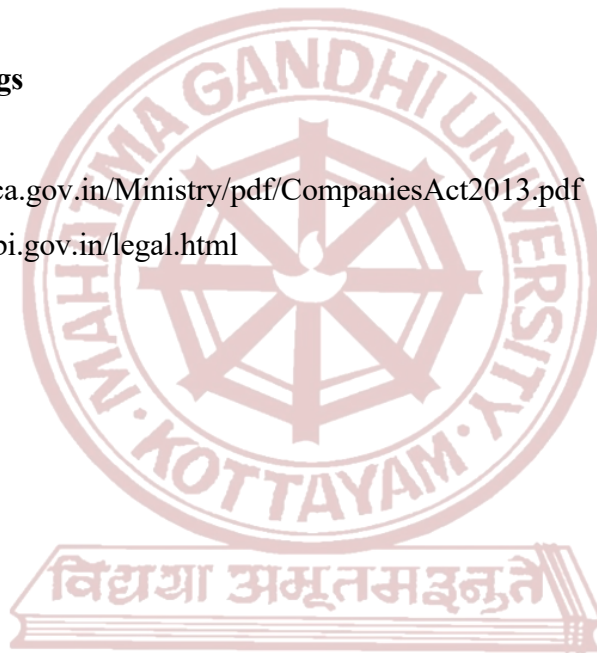 gs
ca.gov.in/Ministry/pdf/CompaniesAct2013.pdf
bi.gov.in/legal.html
MAHATMA GANDHI UNIVERSITY
KOTTAYAM
विद्यया अमृतमश्नुते